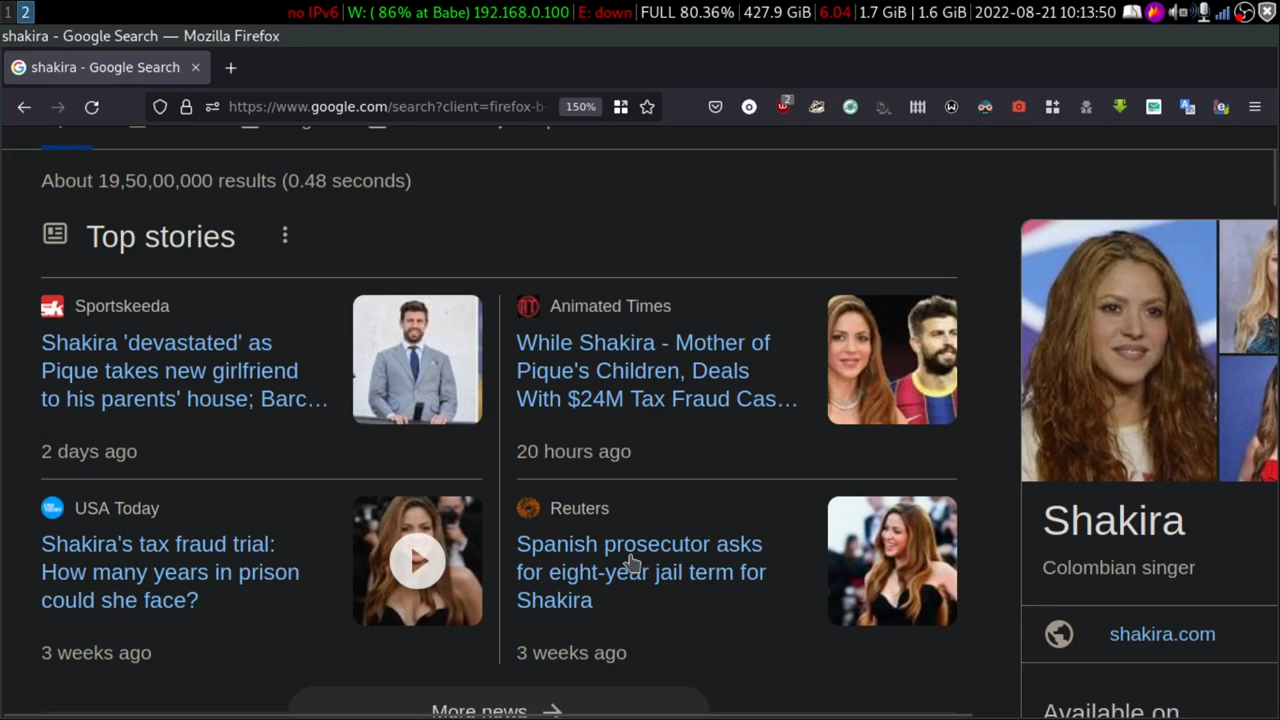 1 2 no IPv6 | W: ( 86% at Babe) 192.168.0.100 | E: down | FULL 80.36% | 427.9 GiB | 6.04 | 1.7 GiB | 1.6 GiB | 2022-08-21 10:13:50
shakira - Google Search — Mozilla Firefox
shakira - Google Search
https://www.google.com/search?client=firefox-b- 150%
2
About 19,50,00,000 results (0.48 seconds)
Top stories
Sportskeeda
Shakira 'devastated' as
Pique takes new girlfriend
to his parents' house; Barc...
2 days ago
Animated Times
While Shakira - Mother of
Pique's Children, Deals
With $24M Tax Fraud Cas...
20 hours ago
USA Today
Shakira's tax fraud trial:
How many years in prison
could she face?
3 weeks ago
Reuters
Spanish prosecutor asks
for eight-year jail term for
Shakira
3 weeks ago
More news
Shakira
Colombian singer
shakira.com
Available on